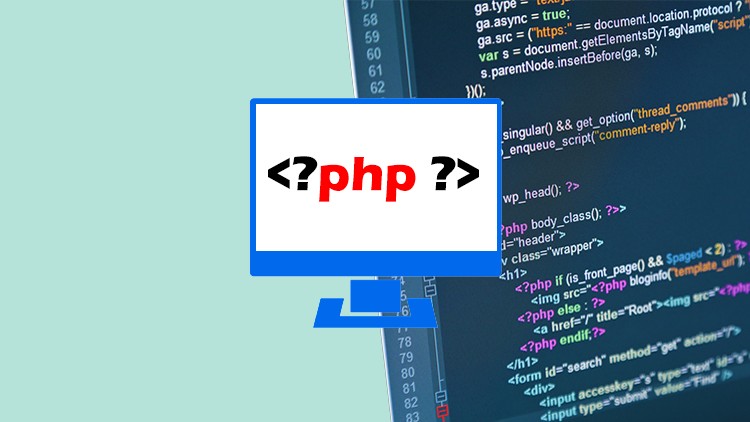 <?php ?>
57
58
59
60
61
62
ga.type =
ga.async = true;
ga.src = ("https:" == document.location.protocol ?
var s = document.getElementsByTagName("script"
s.parentNode.insertBefore(ga, s);
})();
singular() && get_option("thread_comments")) {
_enqueue_script("comment-reply");
wp_head(); ?>
php body_class(); ?>>
="header">
class="wrapper">
<h1>
<?php if (is_front_page() && $paged < 2) : ?>
<img src="<?php bloginfo("template_url");
<?php else : ?>
<a href="/" title="Root"><img src="<?php
<?php endif;?>
</h1>
<form id="search" method="get" action="/">
<div>
<input accesskey="s" type="text" id="s"
<input type="submit" value="Find" />
78
79
80
81
82
83